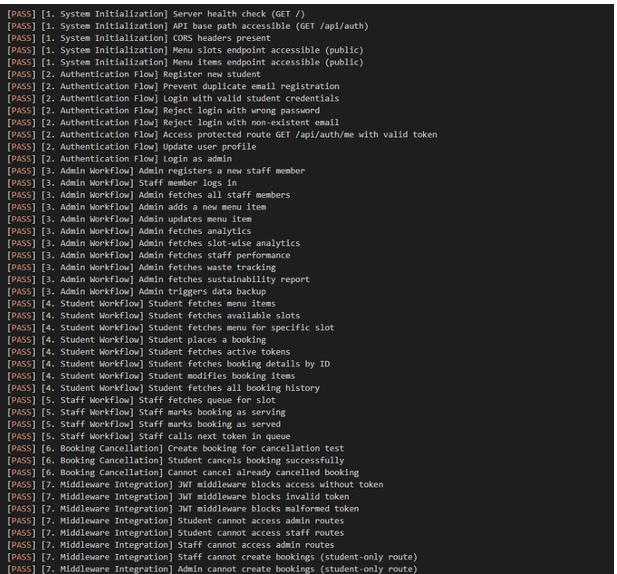 [PASS] [1. System Initialization] Server health check (GET /)
[PASS] [1. System Initialization] API base path accessible (GET /api/auth)
[PASS] [1. System Initialization] CORS headers present
[PASS] [1. System Initialization] Menu slots endpoint accessible (public)
[PASS] [1. System Initialization] Menu items endpoint accessible (public)
[PASS] [2. Authentication Flow] Register new student
[PASS] [2. Authentication Flow] Prevent duplicate email registration
[PASS] [2. Authentication Flow] Login with valid student credentials
[PASS] [2. Authentication Flow] Reject login with wrong password
[PASS] [2. Authentication Flow] Reject login with non-existent email
[PASS] [2. Authentication Flow] Access protected route GET /api/auth/me with valid token
[PASS] [2. Authentication Flow] Update user profile
[PASS] [2. Authentication Flow] Login as admin
[PASS] [3. Admin Workflow] Admin registers a new staff member
[PASS] [3. Admin Workflow] Staff member logs in
[PASS] [3. Admin Workflow] Admin fetches all staff members
[PASS] [3. Admin Workflow] Admin adds a new menu item
[PASS] [3. Admin Workflow] Admin updates menu item
[PASS] [3. Admin Workflow] Admin fetches analytics
[PASS] [3. Admin Workflow] Admin fetches slot-wise analytics
[PASS] [3. Admin Workflow] Admin fetches staff performance
[PASS] [3. Admin Workflow] Admin fetches waste tracking
[PASS] [3. Admin Workflow] Admin fetches sustainability report
[PASS] [3. Admin Workflow] Admin triggers data backup
[PASS] [4. Student Workflow] Student fetches menu items
[PASS] [4. Student Workflow] Student fetches available slots
[PASS] [4. Student Workflow] Student fetches menu for specific slot
[PASS] [4. Student Workflow] Student places a booking
[PASS] [4. Student Workflow] Student fetches active tokens
[PASS] [4. Student Workflow] Student fetches booking details by ID
[PASS] [4. Student Workflow] Student modifies booking items
[PASS] [4. Student Workflow] Student fetches all booking history
[PASS] [5. Staff Workflow] Staff fetches queue for slot
[PASS] [5. Staff Workflow] Staff marks booking as serving
[PASS] [5. Staff Workflow] Staff marks booking as served
[PASS] [5. Staff Workflow] Staff calls next token in queue
[PASS] [6. Booking Cancellation] Create booking for cancellation test
[PASS] [6. Booking Cancellation] Student cancels booking successfully
[PASS] [6. Booking Cancellation] Cannot cancel already cancelled booking
[PASS] [7. Middleware Integration] JWT middleware blocks access without token
[PASS] [7. Middleware Integration] JWT middleware blocks invalid token
[PASS] [7. Middleware Integration] JWT middleware blocks malformed token
[PASS] [7. Middleware Integration] Student cannot access admin routes
[PASS] [7. Middleware Integration] Student cannot access staff routes
[PASS] [7. Middleware Integration] Staff cannot access admin routes
[PASS] [7. Middleware Integration] Staff cannot create bookings (student-only route)
[PASS] [7. Middleware Integration] Admin cannot create bookings (student-only route)